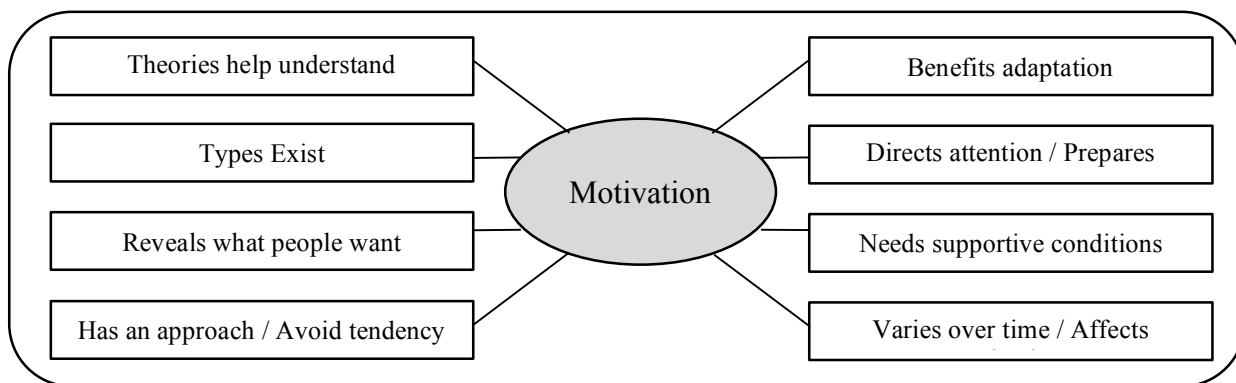 Theories help understand
Types Exist
Reveals what people want
Has an approach / Avoid tendency
Motivation
Benefits adaptation
Directs attention / Prepares
Needs supportive conditions
Varies over time / Affects